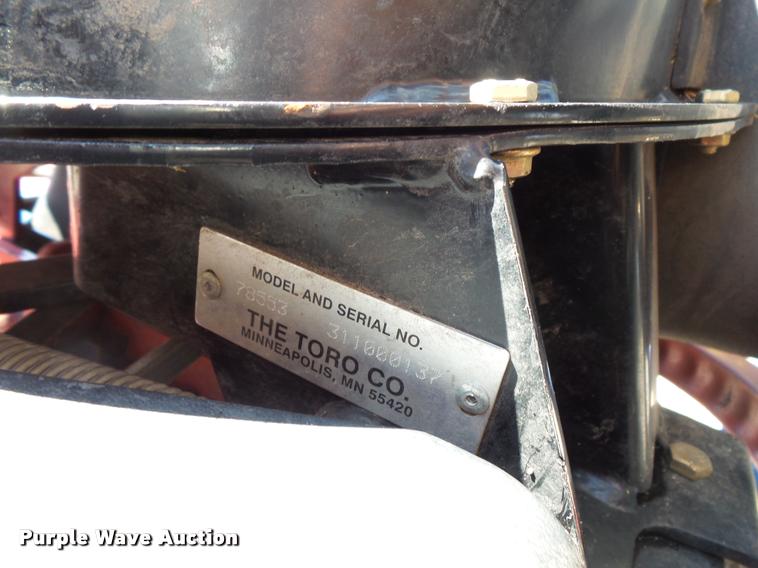 MODEL AND SERIAL NO.
78553 311000137
THE TORO CO.
MINNEAPOLIS, MN 55420
Purple Wave Auction